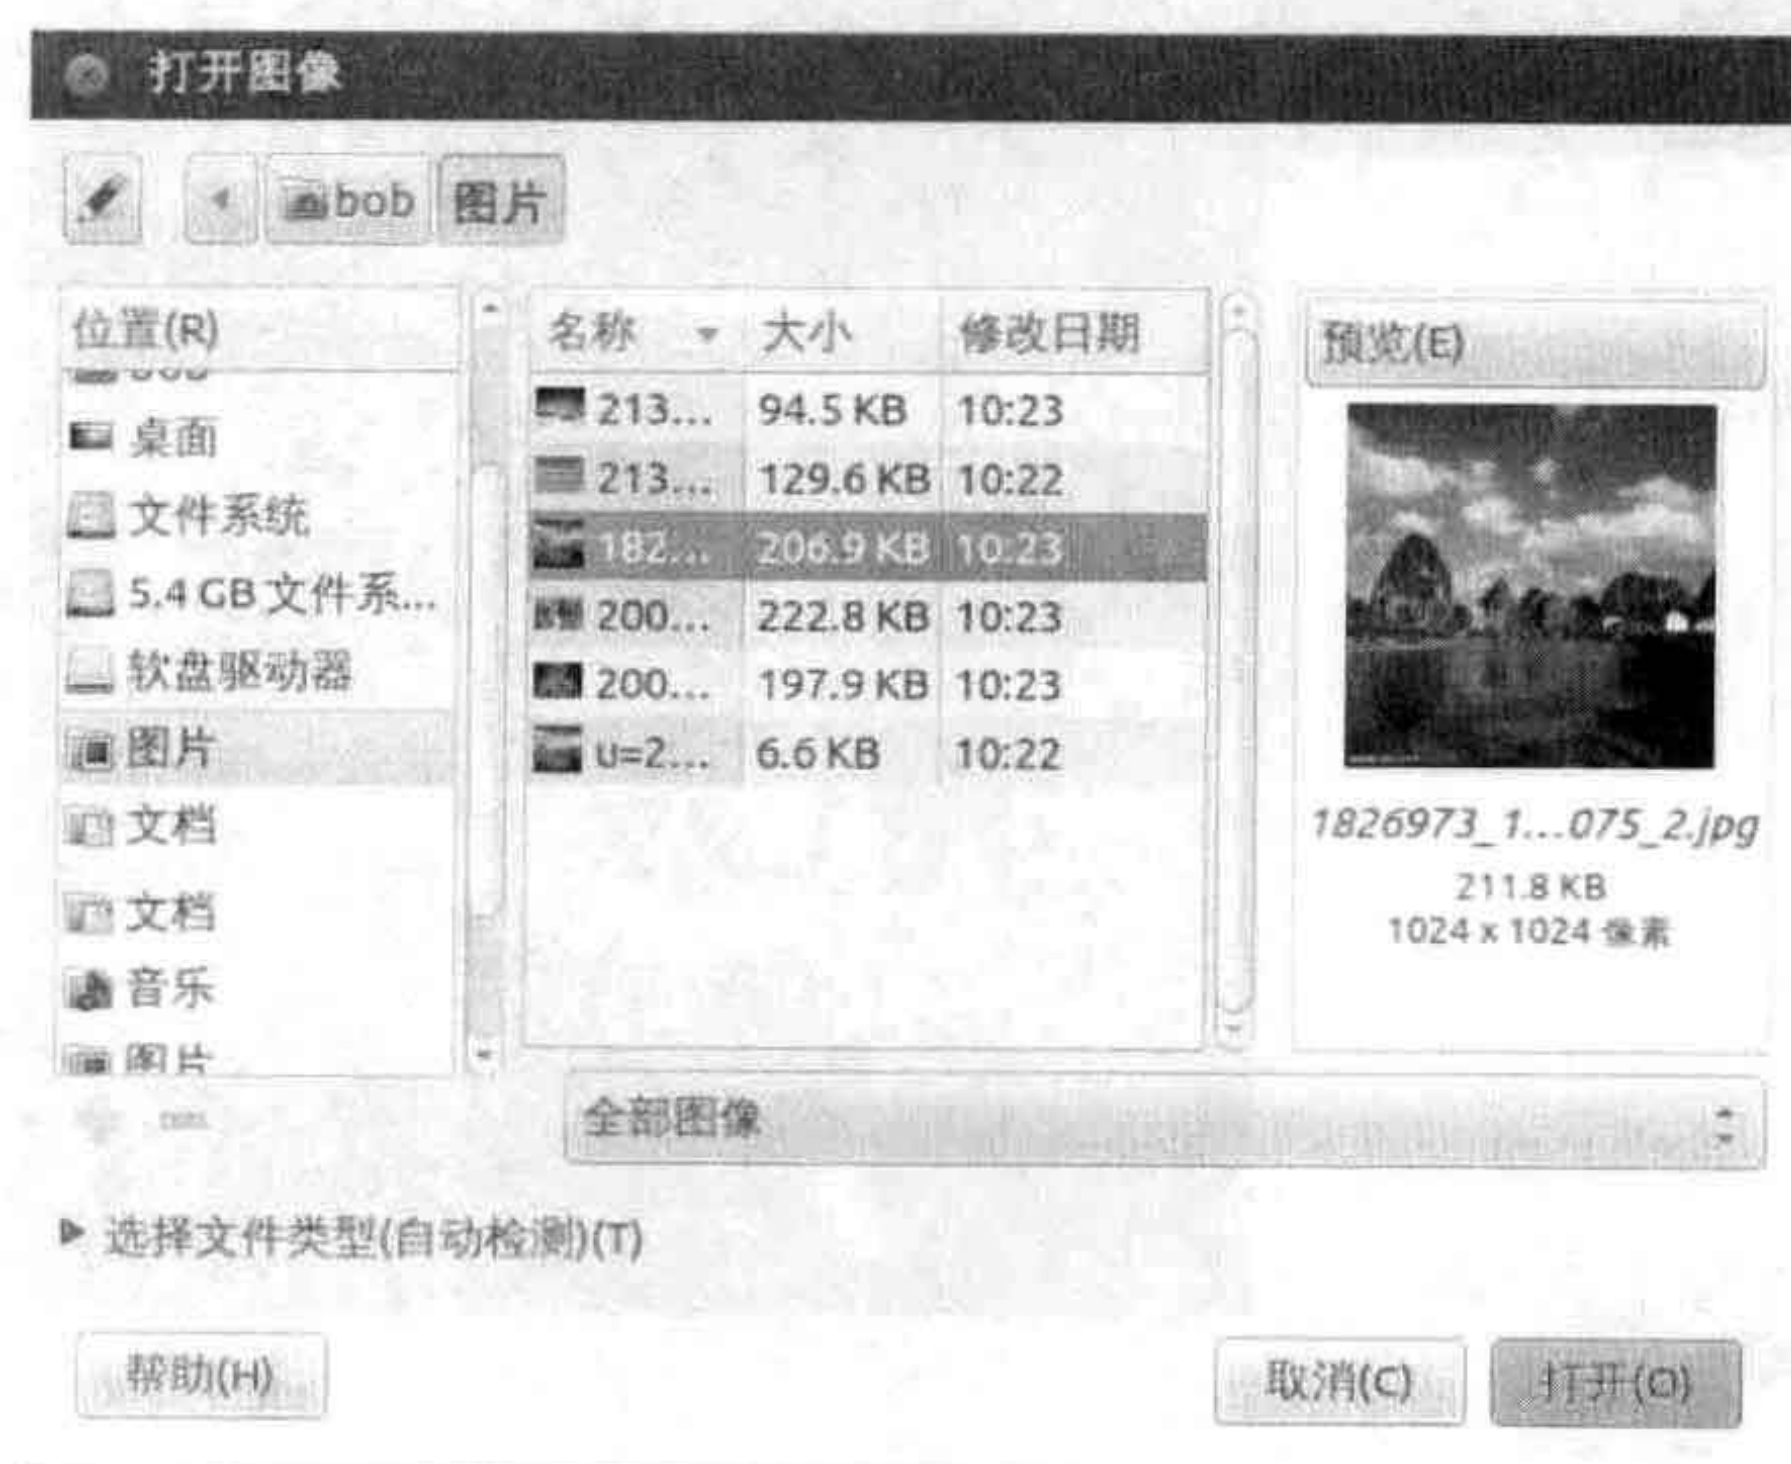 打开图像
bob 图片
位置(R)
桌面
文件系统
5.4 GB 文件系...
软盘驱动器
图片
文档
文档
音乐
图片
名称 大小 修改日期
213... 94.5 KB 10:23
213... 129.6 KB 10:22
182... 206.9 KB 10:23
200... 222.8 KB 10:23
200... 197.9 KB 10:23
u=2... 6.6 KB 10:22
预览(E)
1826973_1...075_2.jpg
211.8 KB
1024 x 1024 像素
全部图像
选择文件类型(自动检测)(T)
帮助(H) 取消(C) 打开(O)